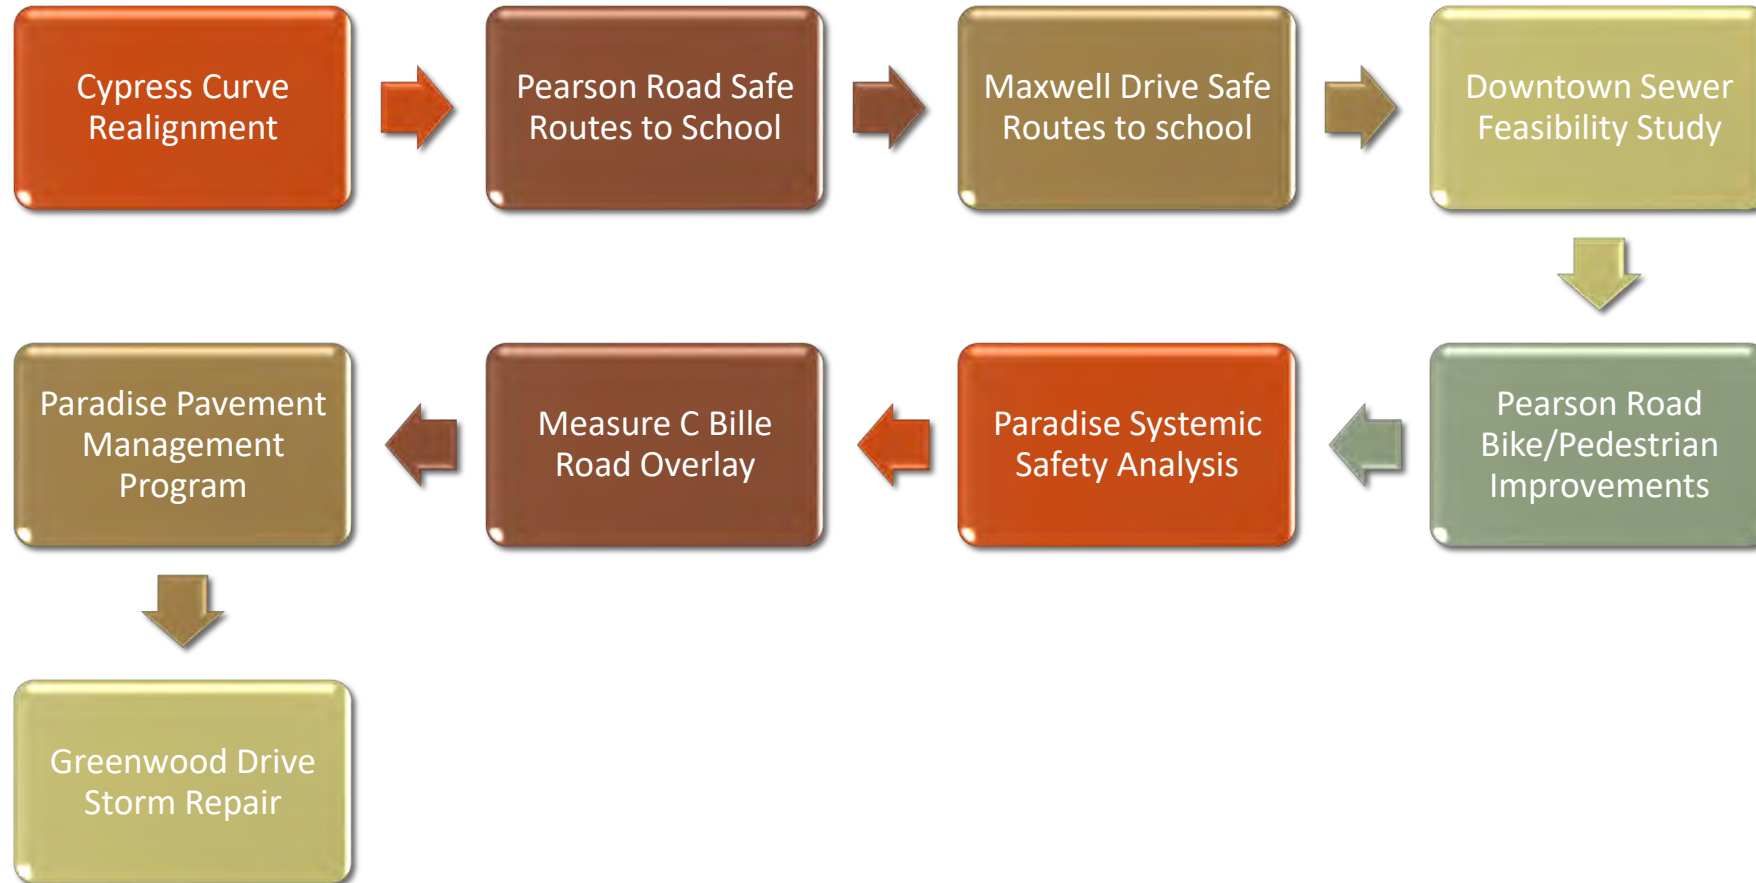 Cypress Curve
Realignment
Pearson Road Safe
Routes to School
Maxwell Drive Safe
Routes to school
Downtown Sewer
Feasibility Study
Pearson Road
Bike/Pedestrian
Improvements
Paradise Systemic
Safety Analysis
Measure C Bille
Road Overlay
Paradise Pavement
Management
Program
Greenwood Drive
Storm Repair